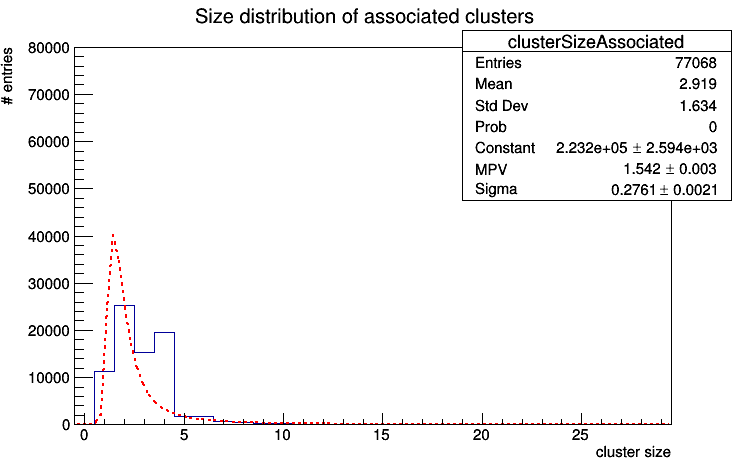 Size distribution of associated clusters
clusterSizeAssociated
Entries 77068
Mean 2.919
Std Dev 1.634
Prob 0
Constant 2.232e+05 ± 2.594e+03
MPV 1.542 ± 0.003
Sigma 0.2761 ± 0.0021
# entries
80000
70000
60000
50000
40000
30000
20000
10000
0
0 5 10 15 20 25
cluster size